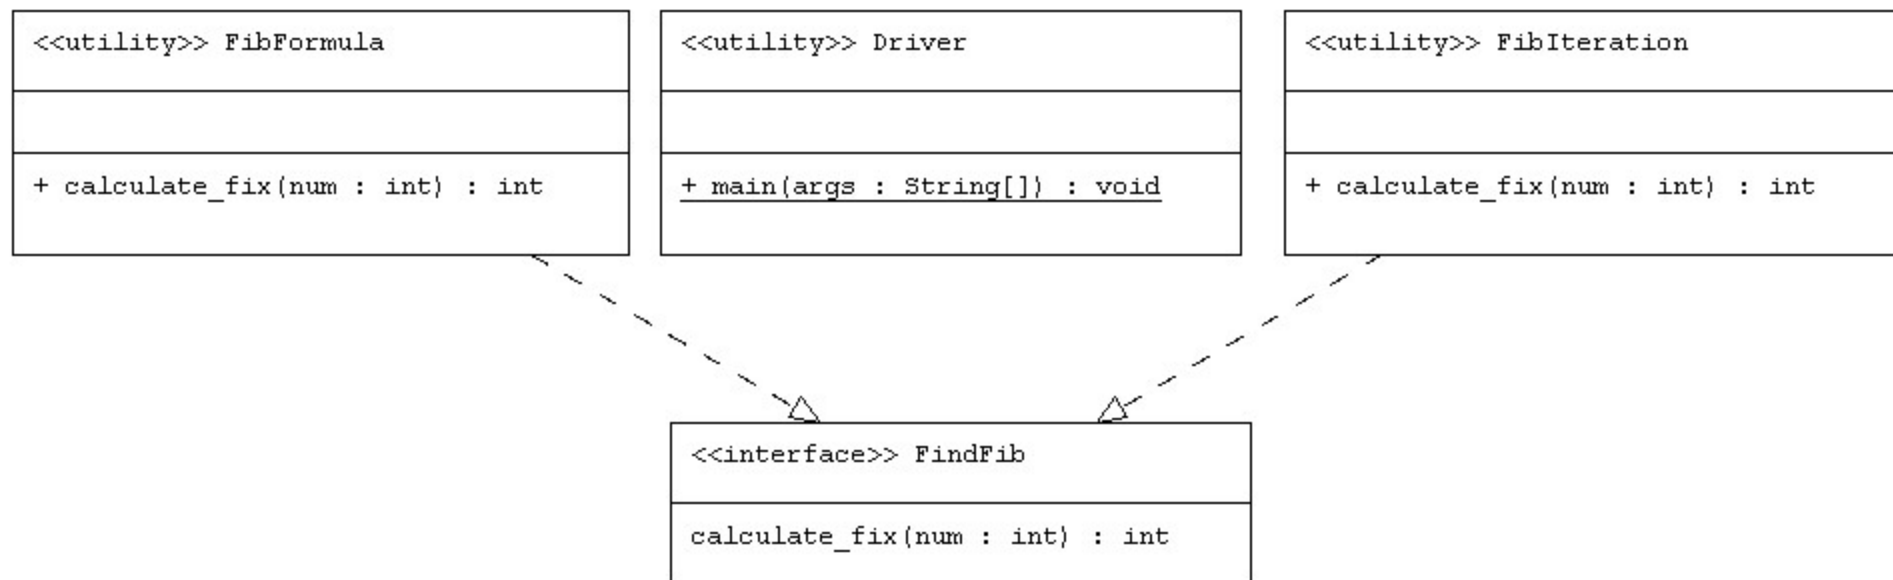 <<utility>> FibFormula
+ calculate_fix(num : int) : int
<<utility>> Driver
+ main(args : String[]) : void
<<utility>> FibIteration
+ calculate_fix(num : int) : int
<<interface>> FindFib
calculate_fix(num : int) : int